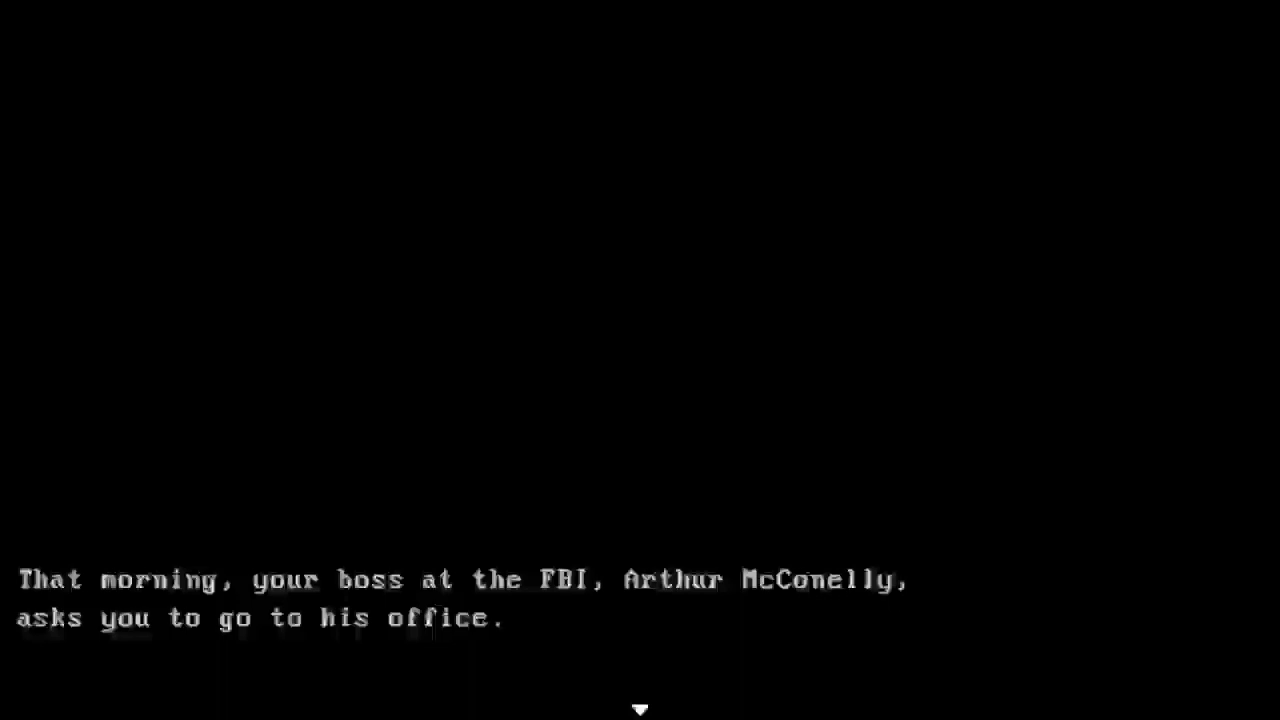 That morning, your boss at the FBI, Arthur McConelly,
asks you to go to his office.